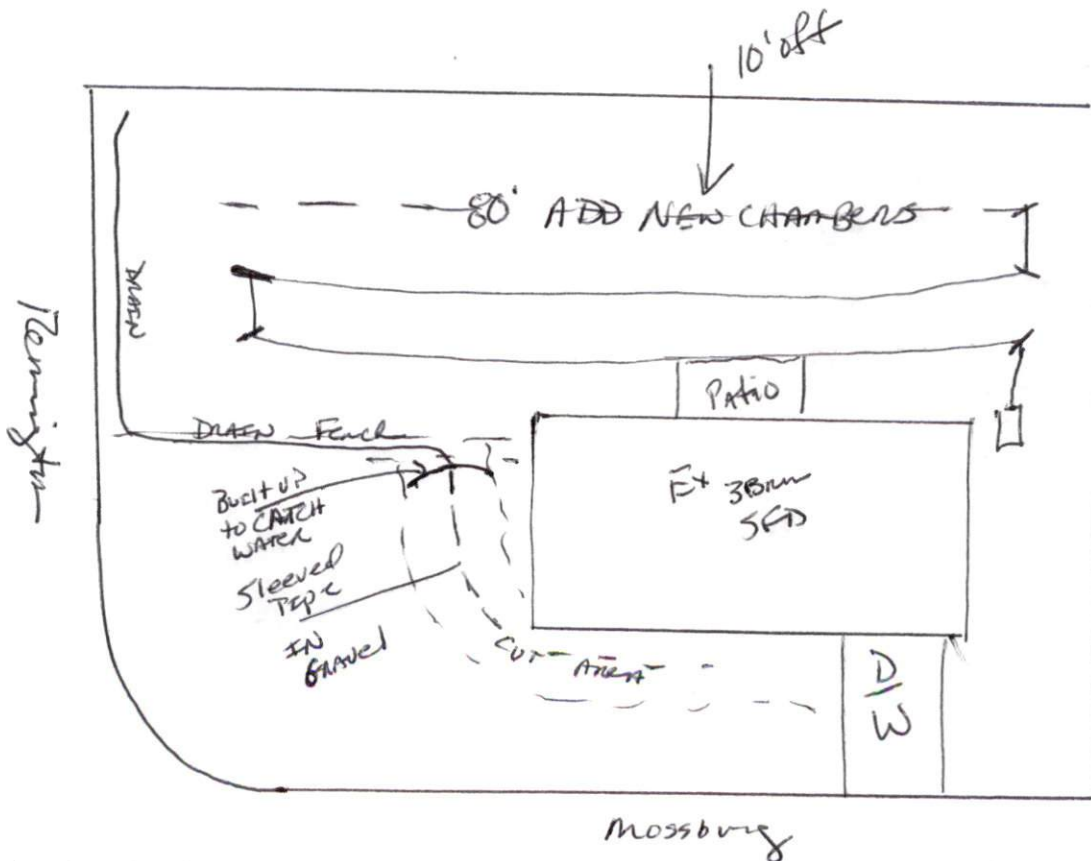 10' off
80' ADD NEW CHAMBERS
DRAIN
Remington
Patio
DRAIN Fence
Ex 3Brm
SFD
Built up
to CATCH
WATER
Sleeved
Pipe
IN
Gravel
CUT AREA
D/W
Mossburg